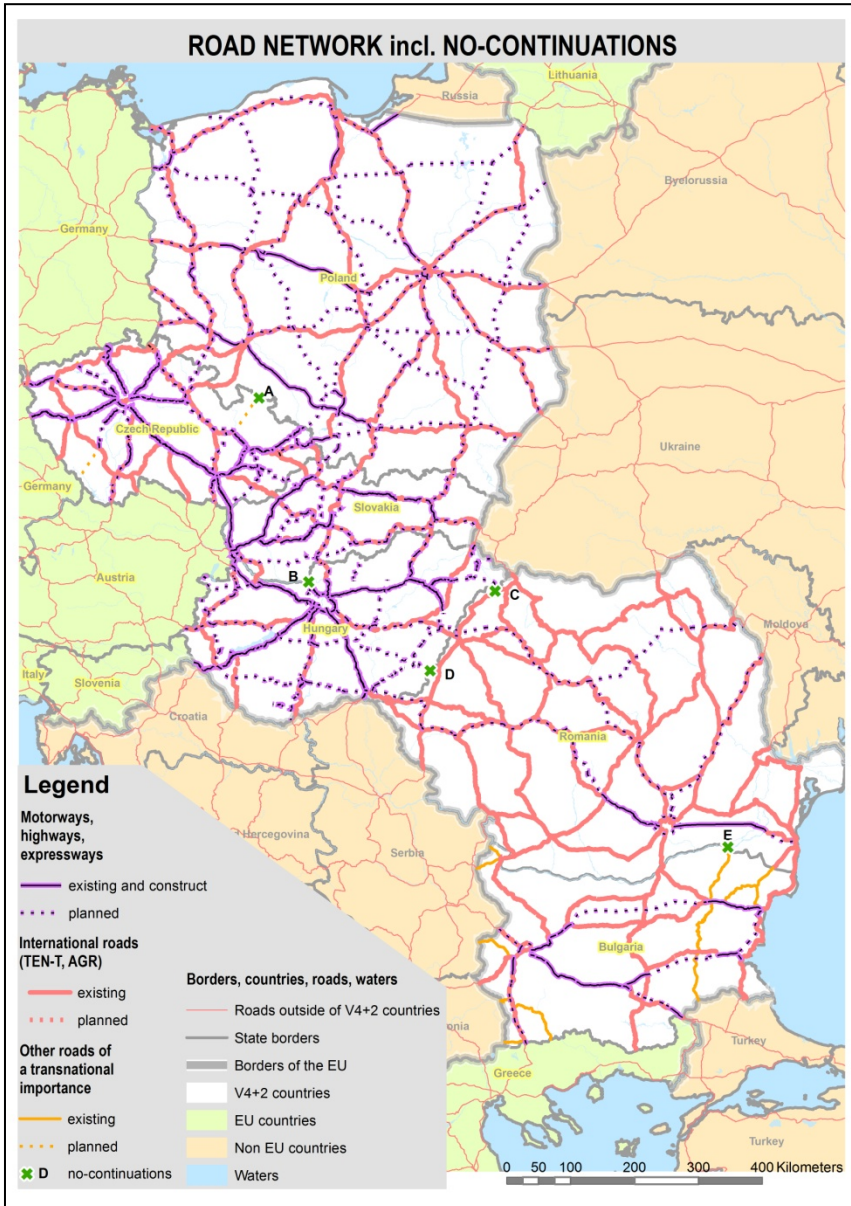 ROAD NETWORK incl. NO-CONTINUATIONS
Lithuania
Russia
Byelorussia
Germany
Poland
A
Czech Republic
Ukraine
Germany
Slovakia
Austria
B
C
Hungary
Moldova
Italy
Slovenia
D
Croatia
Romania
Hercegovina
Serbia
E
Bulgaria
onia
Turkey
Greece
Turkey
Legend
Motorways,
highways,
expressways
existing and construct
planned
International roads
(TEN-T, AGR)
existing
planned
Other roads of
a transnational
importance
existing
planned
D no-continuations
Borders, countries, roads, waters
Roads outside of V4+2 countries
State borders
Borders of the EU
V4+2 countries
EU countries
Non EU countries
Waters
0 50 100 200 300 400 Kilometers